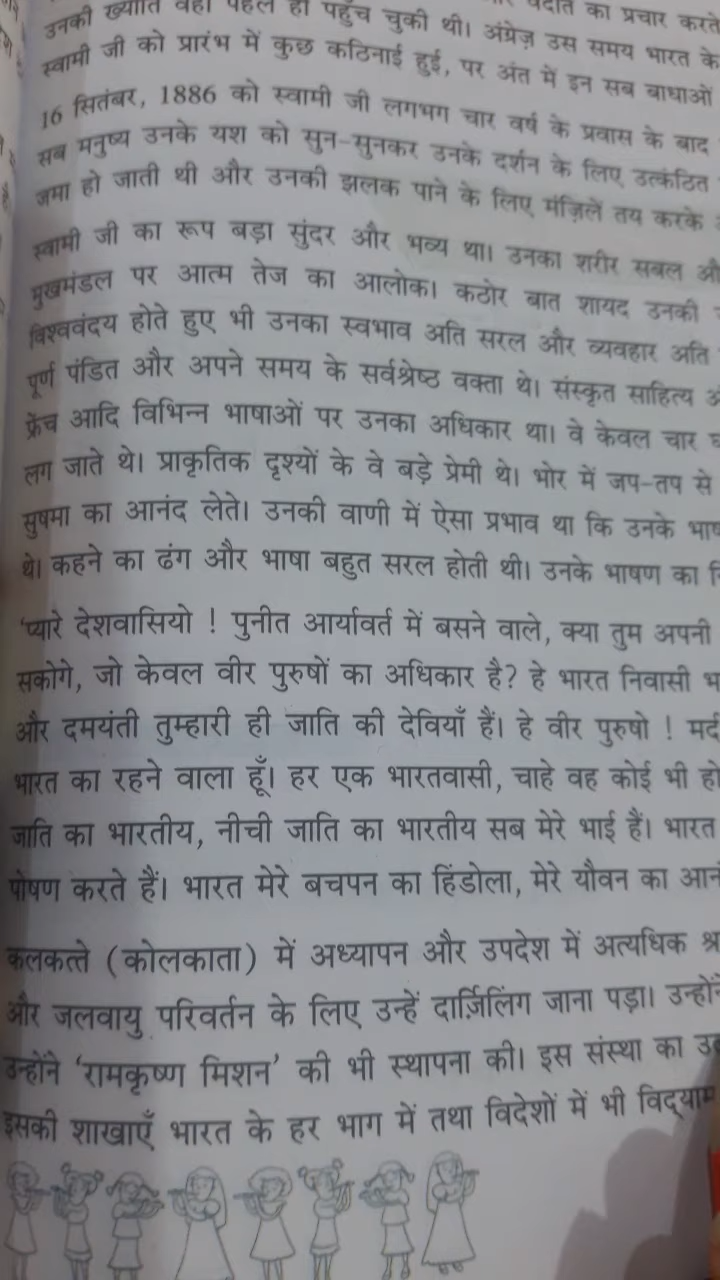 उनकी ख्याति वहाँ पहले ही पहुँच चुकी थी। अंग्रेज़ उस समय भारत के
का प्रचार करते
स्वामी जी को प्रारंभ में कुछ कठिनाई हुई, पर अंत में इन सब बाधाओं
16 सितंबर, 1886 को स्वामी जी लगभग चार वर्ष के प्रवास के बाद
सब मनुष्य उनके यश को सुन-सुनकर उनके दर्शन के लिए उत्कंठित
जमा हो जाती थी और उनकी झलक पाने के लिए मंज़िलें तय करके
स्वामी जी का रूप बड़ा सुंदर और भव्य था। उनका शरीर सबल
मुखमंडल पर आत्म तेज का आलोक। कठोर बात शायद उनकी
विश्ववंदय होते हुए भी उनका स्वभाव अति सरल और व्यवहार अति
पूर्ण पंडित और अपने समय के सर्वश्रेष्ठ वक्ता थे। संस्कृत साहित्य
फ्रेंच आदि विभिन्न भाषाओं पर उनका अधिकार था। वे केवल चार
लग जाते थे। प्राकृतिक दृश्यों के वे बड़े प्रेमी थे। भोर में जप-तप से
सुषमा का आनंद लेते। उनकी वाणी में ऐसा प्रभाव था कि उनके
थे। कहने का ढंग और भाषा बहुत सरल होती थी। उनके भाषण का
'प्यारे देशवासियो ! पुनीत आर्यावर्त में बसने वाले, क्या तुम अपनी
सकोगे, जो केवल वीर पुरुषों का अधिकार है? हे भारत निवासी
और दमयंती तुम्हारी ही जाति की देवियाँ हैं। हे वीर पुरुषो !
भारत का रहने वाला हूँ। हर एक भारतवासी, चाहे वह कोई भी हो
जाति का भारतीय, नीची जाति का भारतीय सब मेरे भाई हैं। भारत
पोषण करते हैं। भारत मेरे बचपन का हिंडोला, मेरे यौवन का
कलकत्ते (कोलकाता) में अध्यापन और उपदेश में अत्यधिक
और जलवायु परिवर्तन के लिए उन्हें दार्ज़िलिंग जाना पड़ा। उन्होंने
उन्होंने 'रामकृष्ण मिशन' की भी स्थापना की। इस संस्था का
इसकी शाखाएँ भारत के हर भाग में तथा विदेशों में भी